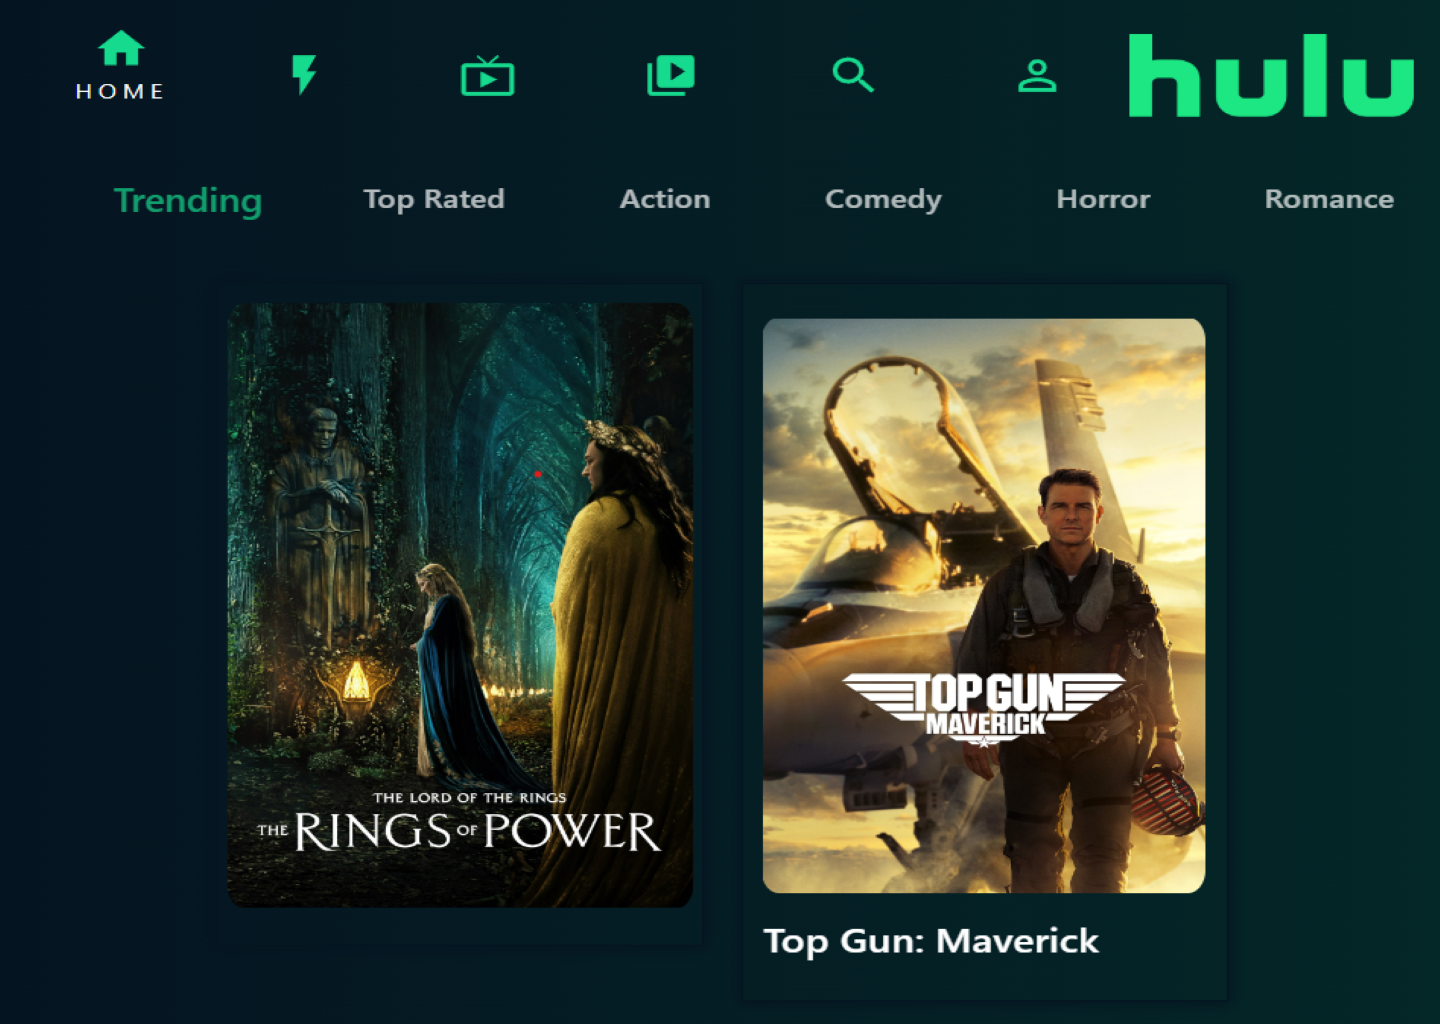 HOME
hulu
Trending
Top Rated
Action
Comedy
Horror
Romance
THE LORD OF THE RINGS
THE RINGS OF POWER
TOP GUN
MAVERICK
Top Gun: Maverick